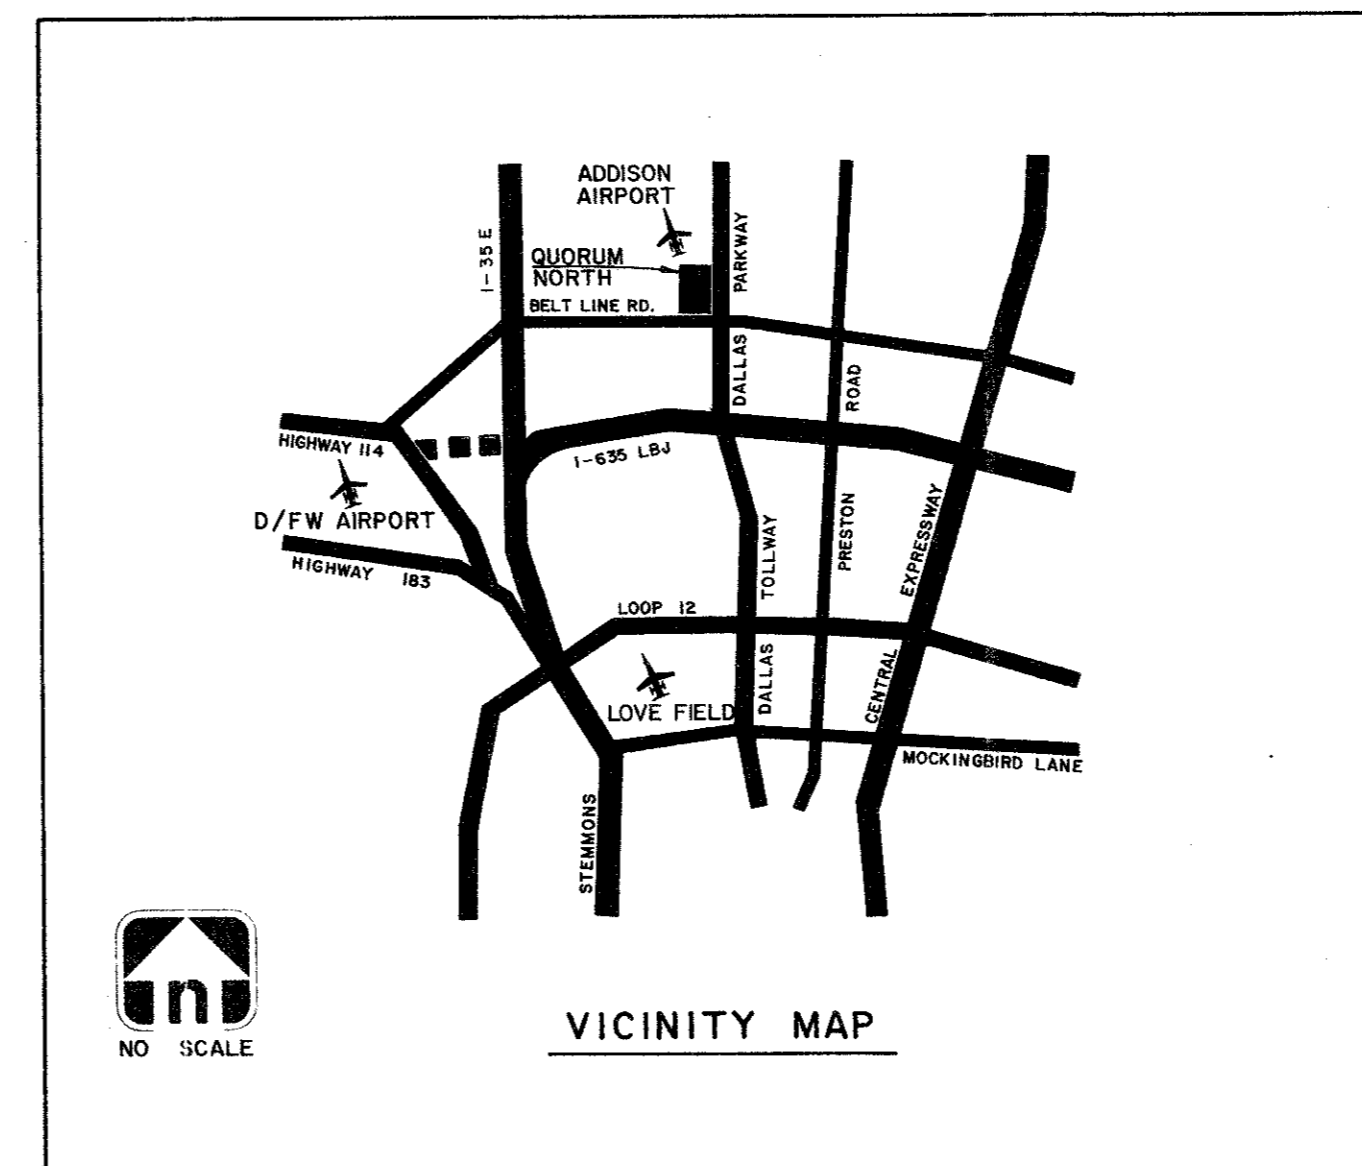 ADDISON
AIRPORT
I-35E
QUORUM
NORTH
PARKWAY
BELT LINE RD.
DALLAS
ROAD
HIGHWAY 114
I-635 LBJ
D/FW AIRPORT
HIGHWAY 183
PRESTON
TOLLWAY
EXPRESSWAY
LOOP 12
DALLAS
CENTRAL
LOVE FIELD
MOCKINGBIRD LANE
STEMMONS
n
NO SCALE
VICINITY MAP